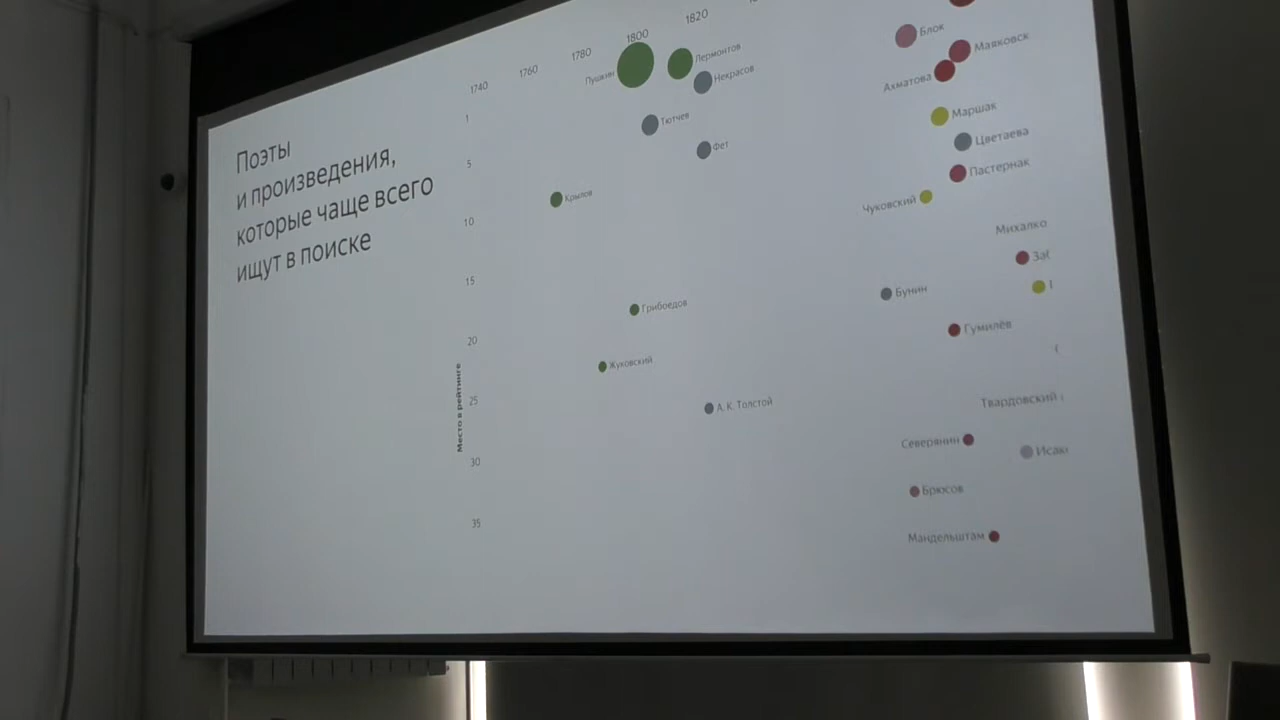 Поэты
и произведения,
которые чаще всего
ищут в поиске
1740
1760
1780
1800
1820
1
5
10
15
20
25
30
35
Место в рейтинге
Пушкин
Лермонтов
Некрасов
Тютчев
Фет
Крылов
Грибоедов
Жуковский
А. К. Толстой
Блок
Маяковск
Ахматова
Маршак
Цветаева
Пастернак
Чуковский
Михалко
Бунин
Гумилёв
Твардовский
Северянин
Исак
Брюсов
Мандельштам